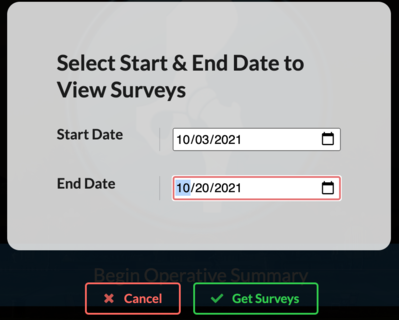 Select Start & End Date to
View Surveys
Start Date
10/03/2021
End Date
10/20/2021
Begin Operative Summary
Cancel
Get Surveys